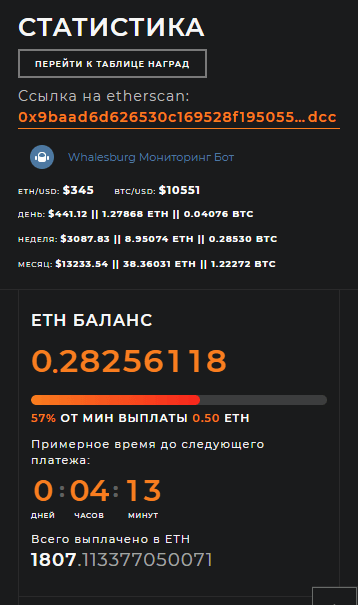 СТАТИСТИКА
ПЕРЕЙТИ К ТАБЛИЦЕ НАГРАД
Ссылка на etherscan:
0x9baad6d626530c169528f195055...dcc
Whalesburg Мониторинг Бот
ETH/USD: $345 BTC/USD: $10551
ДЕНЬ: $441.12 || 1.27868 ETH || 0.04076 BTC
НЕДЕЛЯ: $3087.83 || 8.95074 ETH || 0.28530 BTC
МЕСЯЦ: $13233.54 || 38.36031 ETH || 1.22272 BTC
ETH БАЛАНС
0.28256118
57% ОТ МИН ВЫПЛАТЫ 0.50 ETH
Примерное время до следующего
платежа:
0 : 04 : 13
ДНЕЙ ЧАСОВ МИНУТ
Всего выплачено в ETH
1807.113377050071